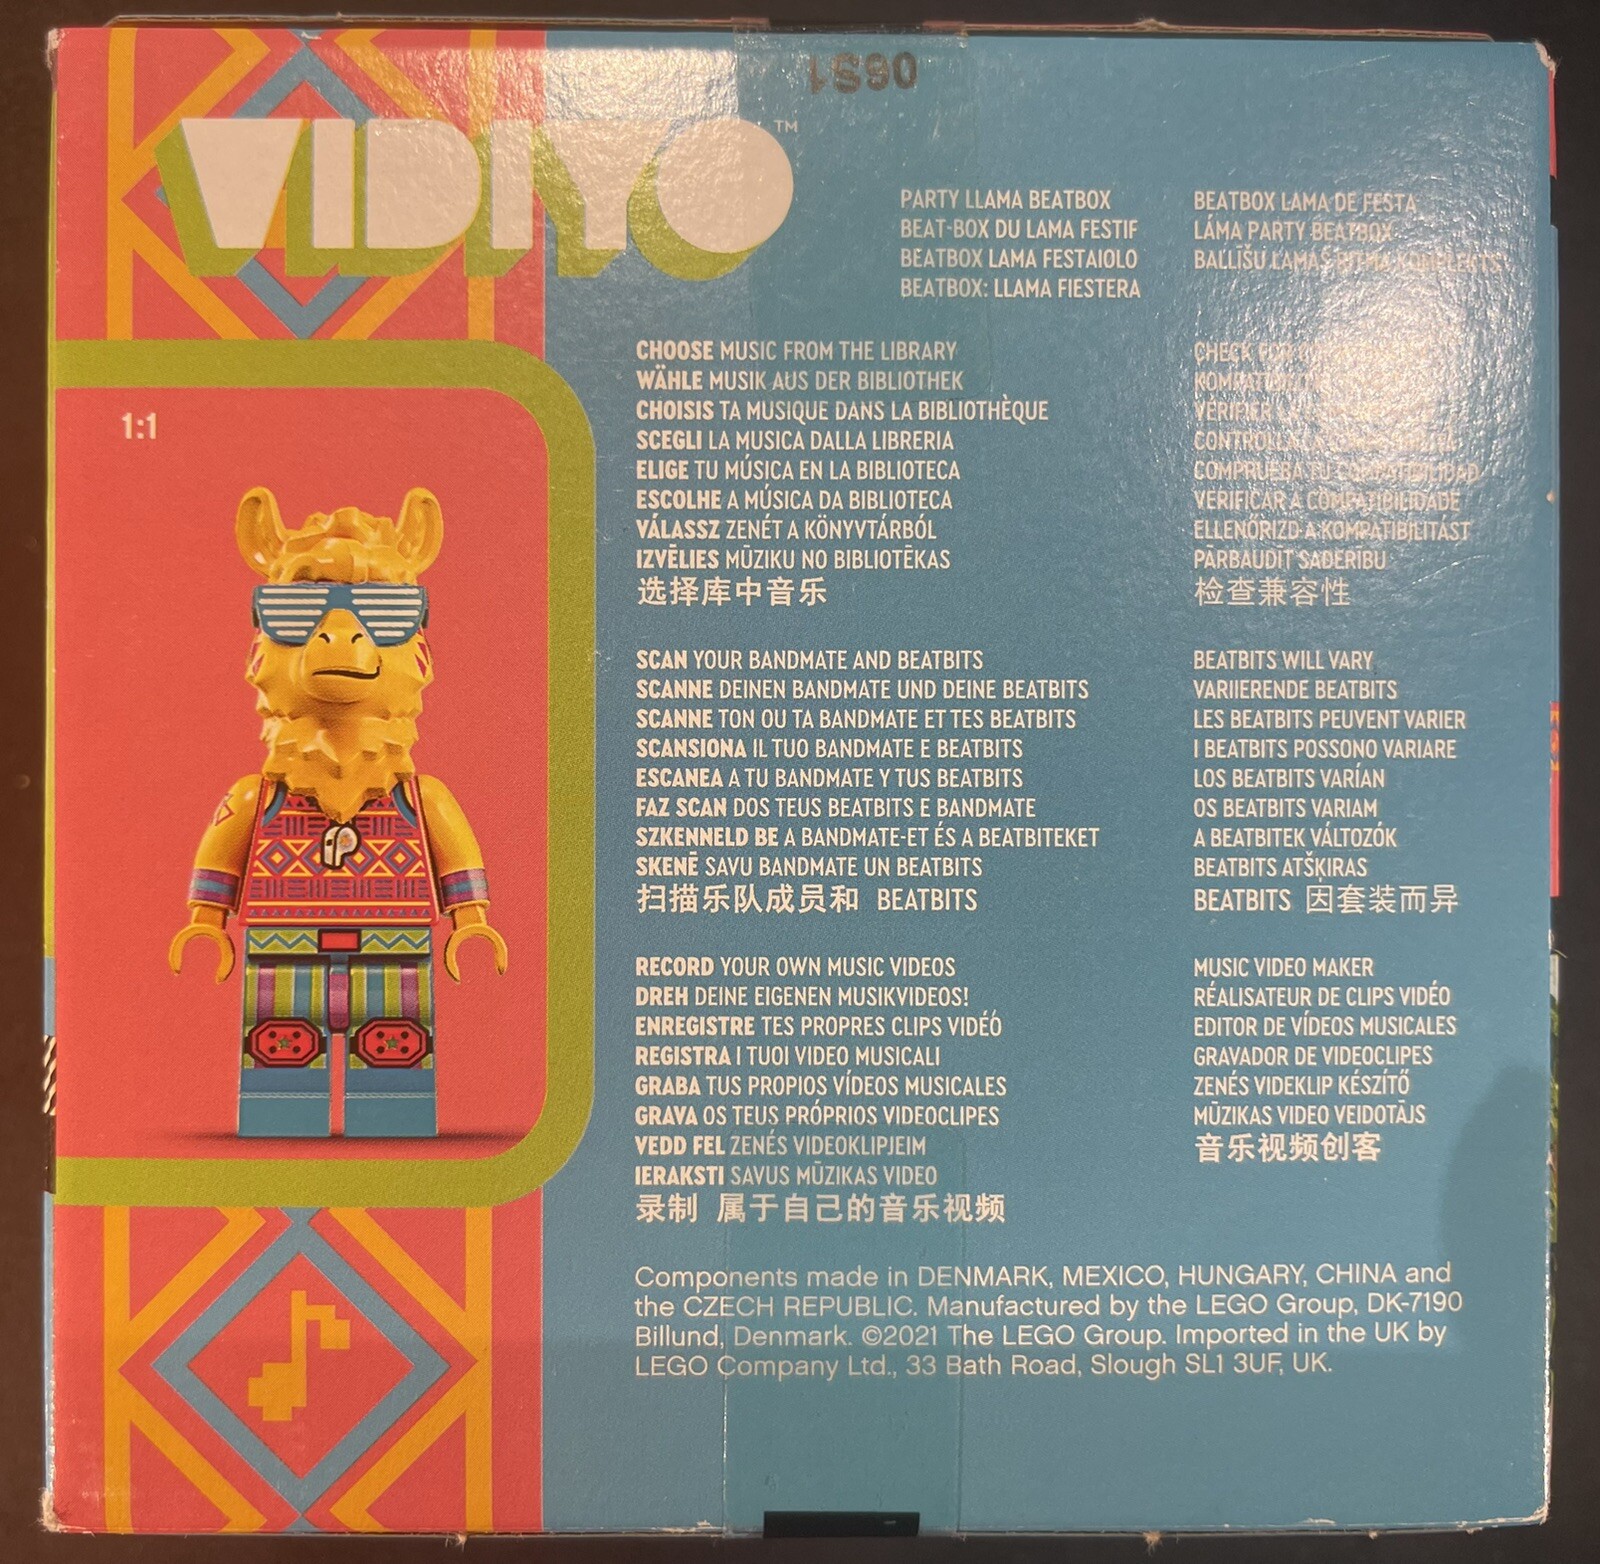 06S1
VIDIYO™
PARTY LLAMA BEATBOX
BEAT-BOX DU LAMA FESTIF
BEATBOX LAMA FESTAIOLO
BEATBOX: LLAMA FIESTERA
BEATBOX LAMA DE FESTA
LÁMA PARTY BEATBOX
BALLĪŠU LAMAS RITMA KOMPLEKTS
1:1
CHOOSE MUSIC FROM THE LIBRARY
WÄHLE MUSIK AUS DER BIBLIOTHEK
CHOISIS TA MUSIQUE DANS LA BIBLIOTHÈQUE
SCEGLI LA MUSICA DALLA LIBRERIA
ELIGE TU MÚSICA EN LA BIBLIOTECA
ESCOLHE A MÚSICA DA BIBLIOTECA
VÁLASSZ ZENÉT A KÖNYVTÁRBÓL
IZVĒLIES MŪZIKU NO BIBLIOTĒKAS
选择库中音乐
CHECK FOR
VÉRIFIER
CONTROLLA LA
COMPRUEBA TU COMPATIBILIDAD
VERIFICAR A COMPATIBILIDADE
ELLENŐRIZD A KOMPATIBILITÁST
PĀRBAUDĪT SADERĪBU
检查兼容性
SCAN YOUR BANDMATE AND BEATBITS
SCANNE DEINEN BANDMATE UND DEINE BEATBITS
SCANNE TON OU TA BANDMATE ET TES BEATBITS
SCANSIONA IL TUO BANDMATE E BEATBITS
ESCANEA A TU BANDMATE Y TUS BEATBITS
FAZ SCAN DOS TEUS BEATBITS E BANDMATE
SZKENNELD BE A BANDMATE-ET ÉS A BEATBITEKET
SKENĒ SAVU BANDMATE UN BEATBITS
扫描乐队成员和 BEATBITS
BEATBITS WILL VARY
VARIIERENDE BEATBITS
LES BEATBITS PEUVENT VARIER
I BEATBITS POSSONO VARIARE
LOS BEATBITS VARÍAN
OS BEATBITS VARIAM
A BEATBITEK VÁLTOZÓK
BEATBITS ATŠĶIRAS
BEATBITS 因套装而异
RECORD YOUR OWN MUSIC VIDEOS
DREH DEINE EIGENEN MUSIKVIDEOS!
ENREGISTRE TES PROPRES CLIPS VIDÉÓ
REGISTRA I TUOI VIDEO MUSICALI
GRABA TUS PROPIOS VÍDEOS MUSICALES
GRAVA OS TEUS PRÓPRIOS VIDEOCLIPES
VEDD FEL ZENÉS VIDEOKLIPJEIM
IERAKSTI SAVUS MŪZIKAS VIDEO
录制 属于自己的音乐视频
MUSIC VIDEO MAKER
RÉALISATEUR DE CLIPS VIDÉO
EDITOR DE VÍDEOS MUSICALES
GRAVADOR DE VIDEOCLIPES
ZENÉS VIDEKLIP KÉSZÍTŐ
MŪZIKAS VIDEO VEIDOTĀJS
音乐视频创客
Components made in DENMARK, MEXICO, HUNGARY, CHINA and
the CZECH REPUBLIC. Manufactured by the LEGO Group, DK-7190
Billund, Denmark. ©2021 The LEGO Group. Imported in the UK by
LEGO Company Ltd., 33 Bath Road, Slough SL1 3UF, UK.